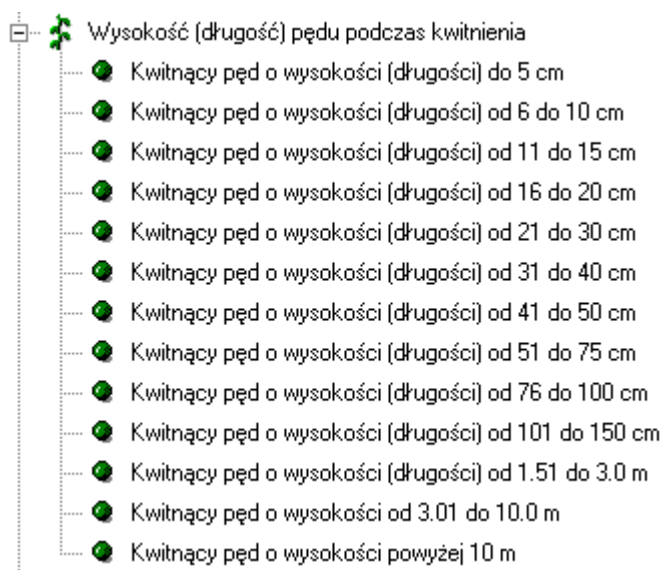 Wysokość (długość) pędu podczas kwitnienia
Kwitnący pęd o wysokości (długości) do 5 cm
Kwitnący pęd o wysokości (długości) od 6 do 10 cm
Kwitnący pęd o wysokości (długości) od 11 do 15 cm
Kwitnący pęd o wysokości (długości) od 16 do 20 cm
Kwitnący pęd o wysokości (długości) od 21 do 30 cm
Kwitnący pęd o wysokości (długości) od 31 do 40 cm
Kwitnący pęd o wysokości (długości) od 41 do 50 cm
Kwitnący pęd o wysokości (długości) od 51 do 75 cm
Kwitnący pęd o wysokości (długości) od 76 do 100 cm
Kwitnący pęd o wysokości (długości) od 101 do 150 cm
Kwitnący pęd o wysokości (długości) od 1.51 do 3.0 m
Kwitnący pęd o wysokości od 3.01 do 10.0 m
Kwitnący pęd o wysokości powyżej 10 m